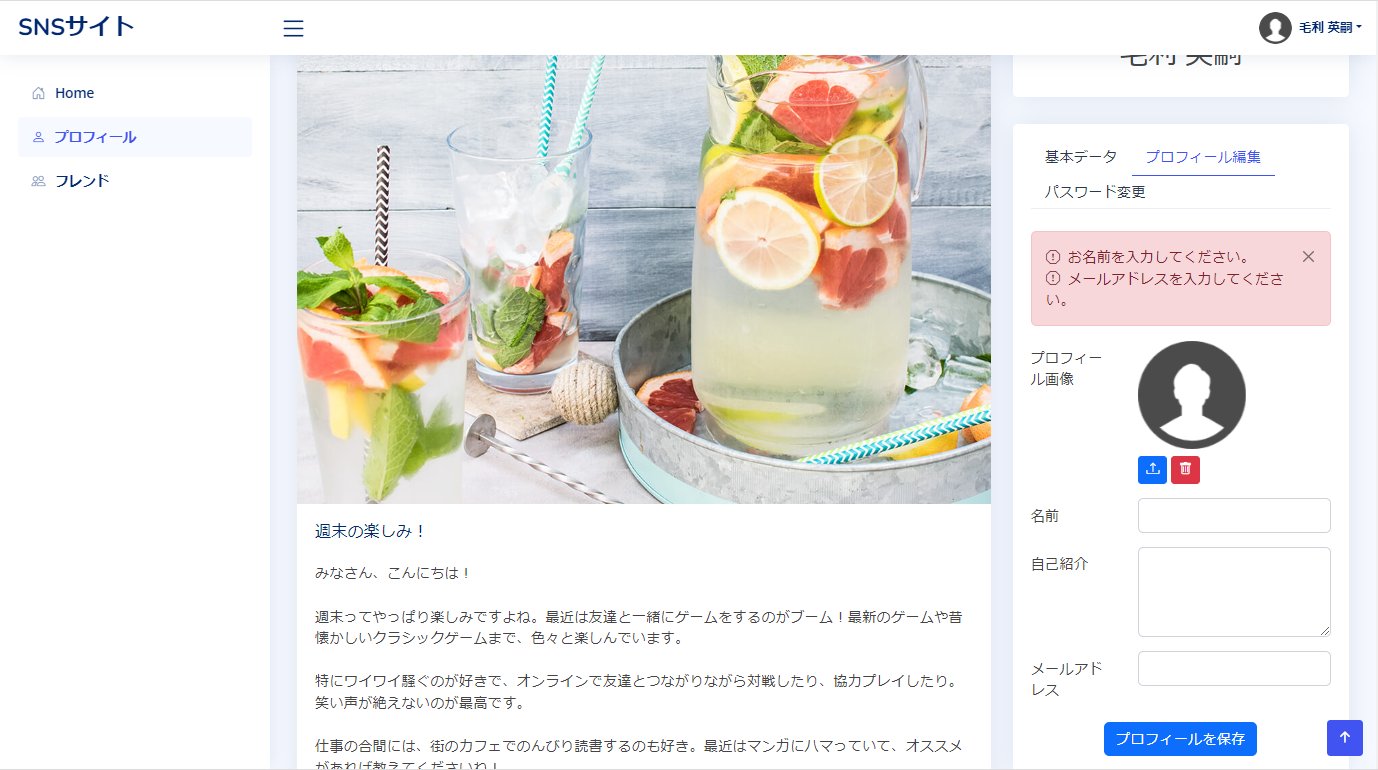 SNSサイト
毛利 英嗣
Home
プロフィール
フレンド
週末の楽しみ！
みなさん、こんにちは！
週末ってやっぱり楽しみですよね。最近は友達と一緒にゲームをするのがブーム！最新のゲームや昔
懐かしいクラシックゲームまで、色々と楽しんでいます。
特にワイワイ騒ぐのが好きで、オンラインで友達とつながりながら対戦したり、協力プレイしたり。
笑い声が絶えないのが最高です。
仕事の合間には、街のカフェでのんびり読書するのも好き。最近はマンガにハマっていて、オススメ
があれば教えてくださいね！
毛利 英嗣
基本データ
プロフィール編集
パスワード変更
お名前を入力してください。
メールアドレスを入力してくださ
い。
プロフィー
ル画像
名前
自己紹介
メールアド
レス
プロフィールを保存